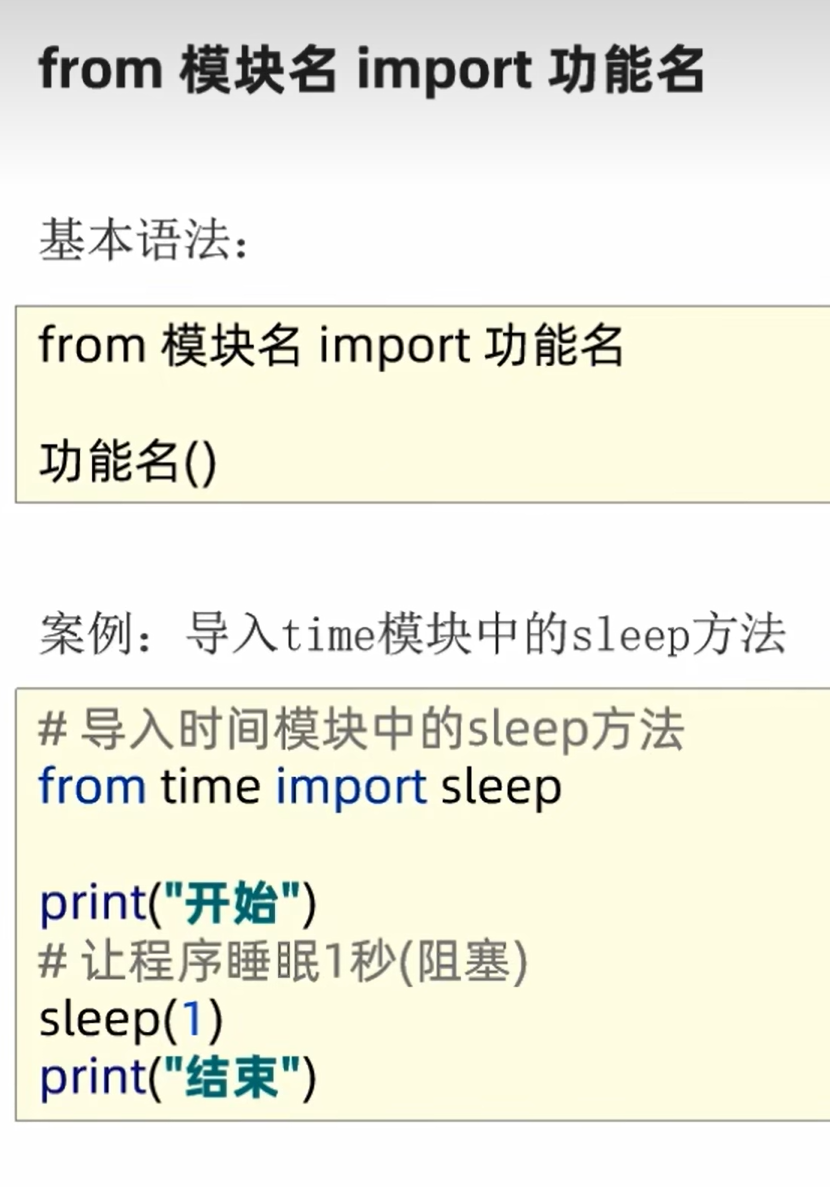 from 模块名 import 功能名
基本语法：
from 模块名 import 功能名
功能名()
案例：导入time模块中的sleep方法
# 导入时间模块中的sleep方法
from time import sleep
print("开始")
# 让程序睡眠1秒(阻塞)
sleep(1)
print("结束")